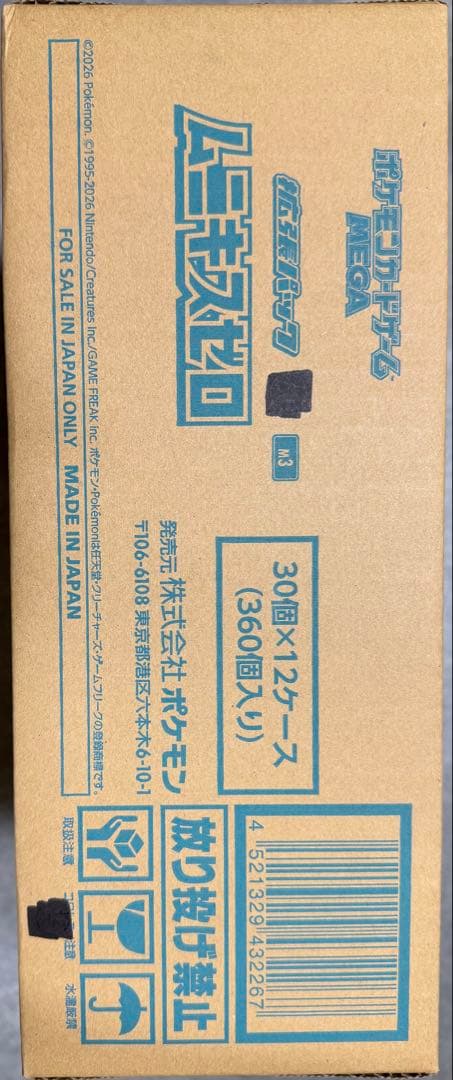 ポケモンカードゲーム
MEGA
拡張パック
ムニキスゼロ
M3
30個×12ケース
(360個入り)
発売元 株式会社 ポケモン
〒106-6108 東京都港区六本木6-10-1
©2026 Pokémon. ©1995-2026 Nintendo/Creatures Inc./GAME FREAK inc. ポケモン・Pokémonは任天堂・クリーチャーズ・ゲームフリークの登録商標です。
FOR SALE IN JAPAN ONLY MADE IN JAPAN
4 521329 432267
放り投げ禁止
取扱注意
注意
水濡厳禁